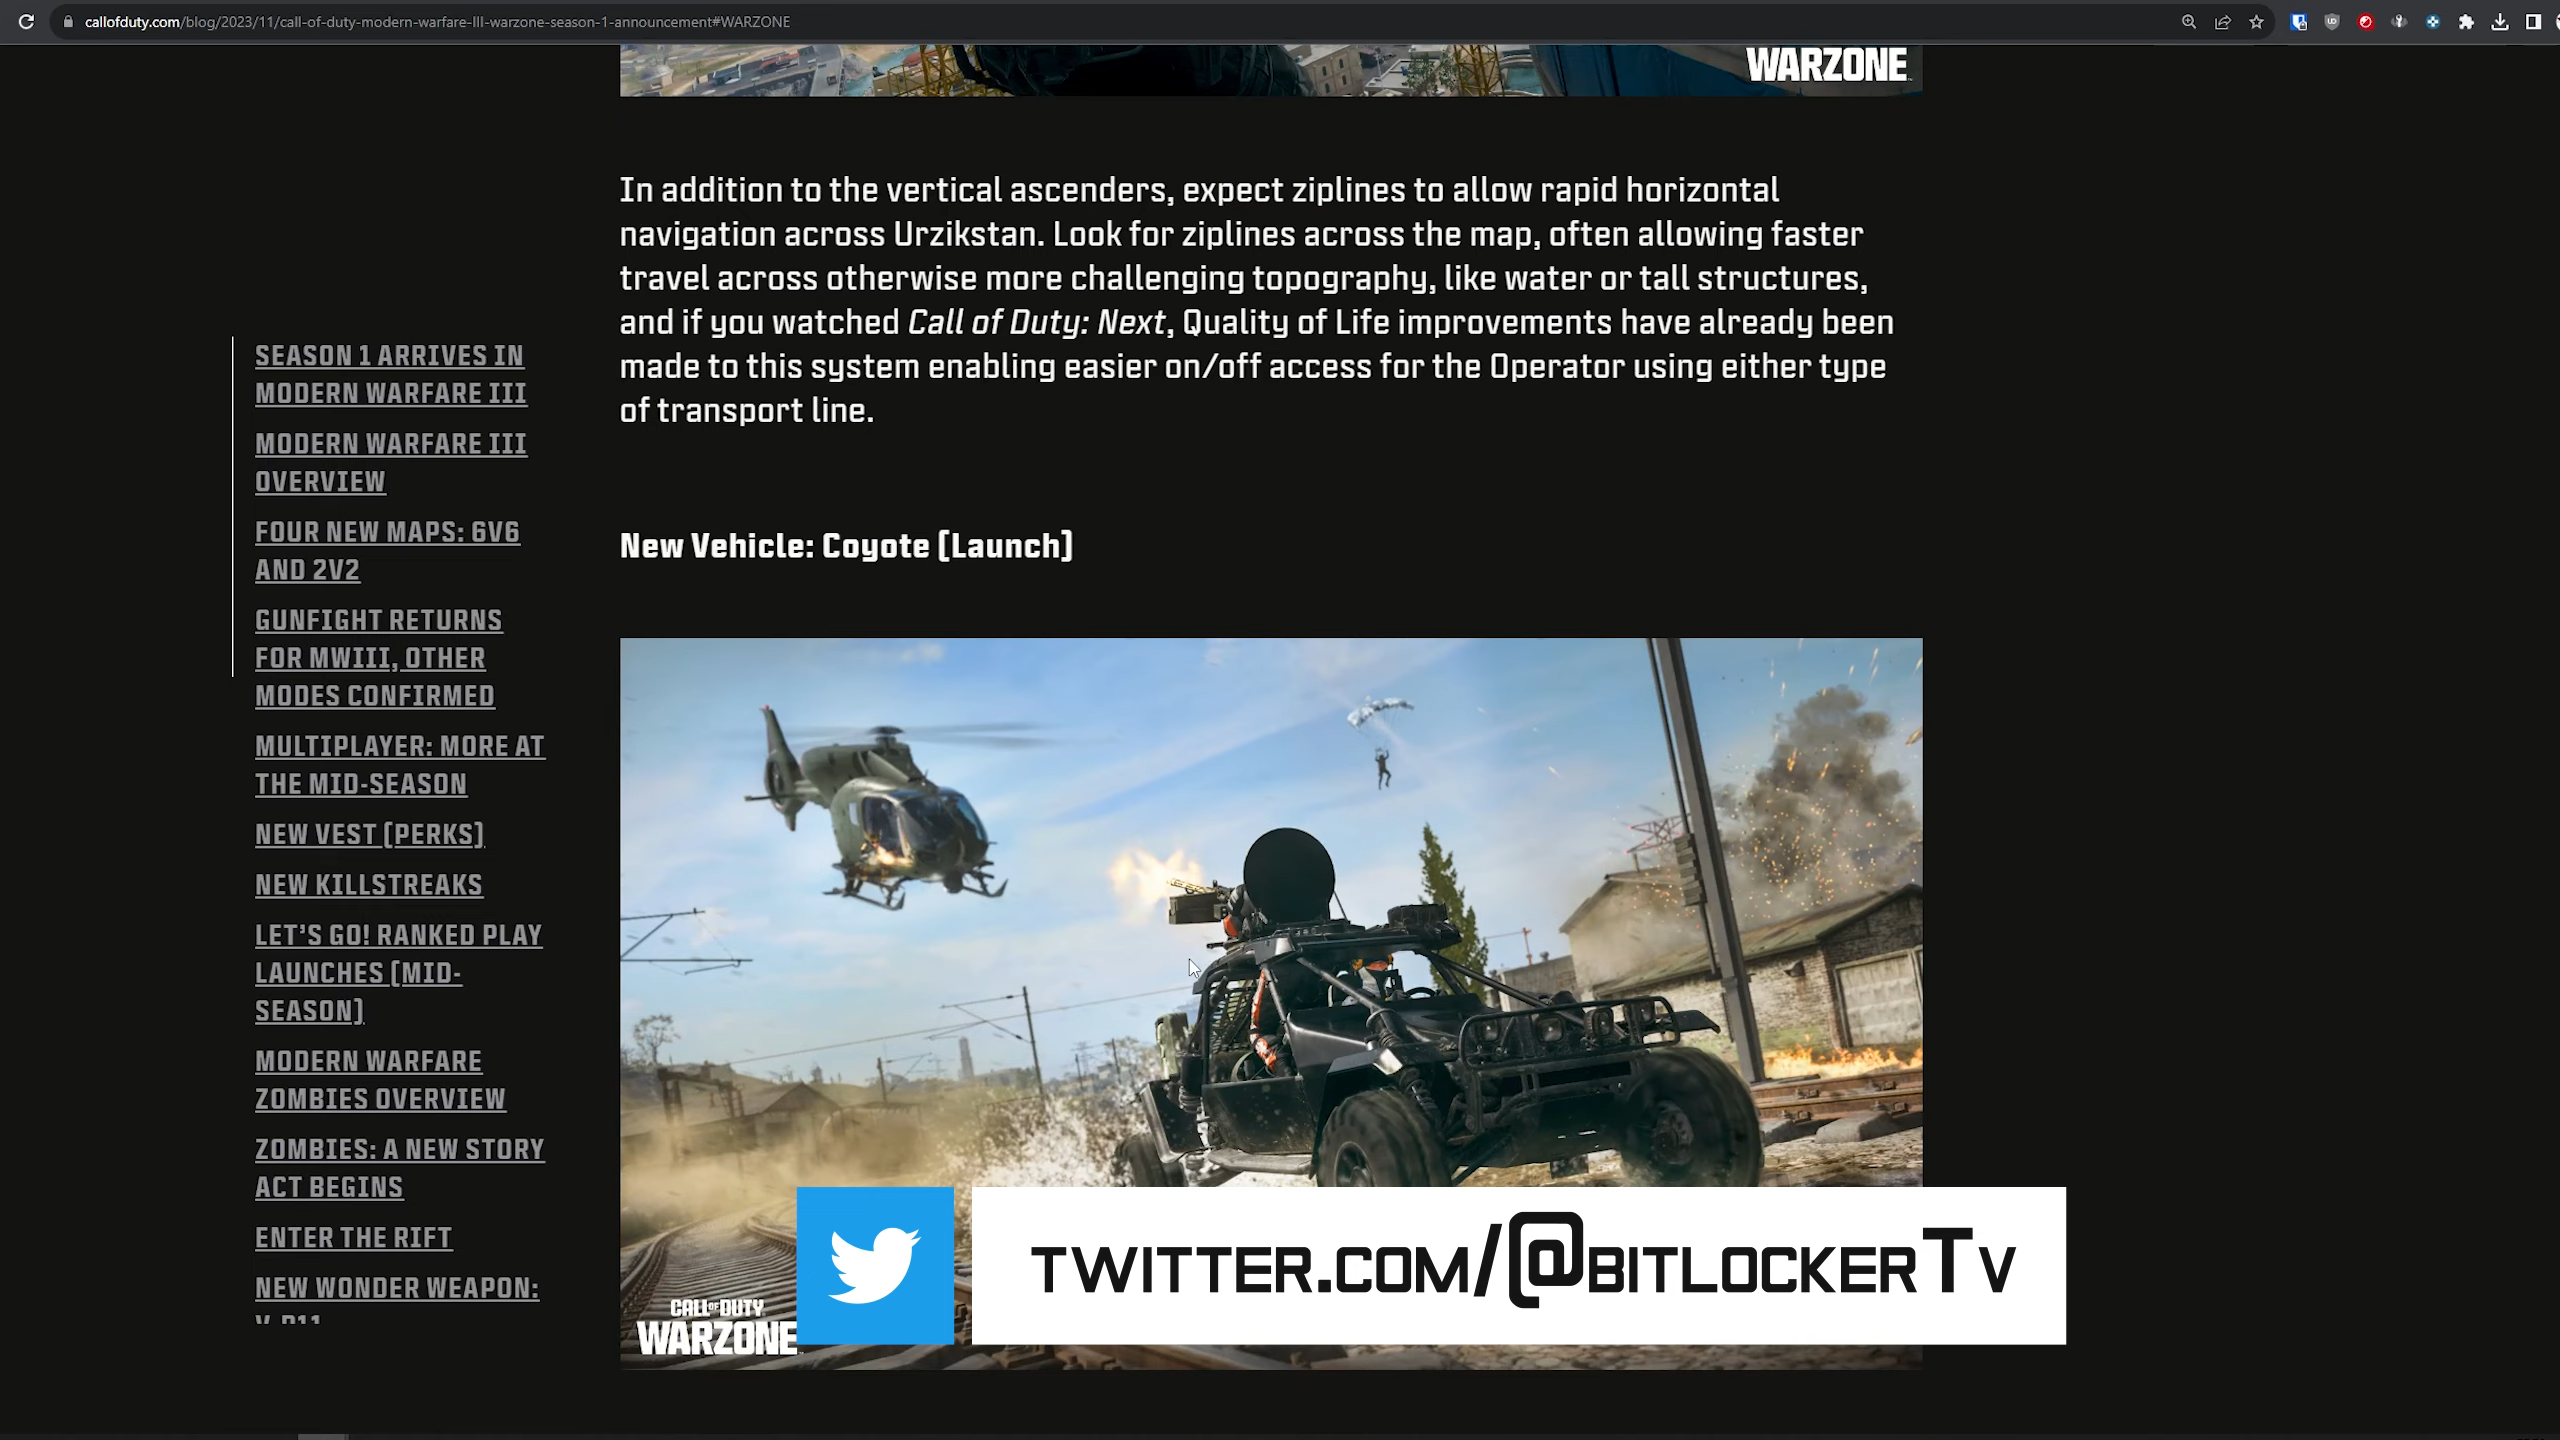 callofduty.com/blog/2023/11/call-of-duty-modern-warfare-III-warzone-season-1-announcement#WARZONE
WARZONE
In addition to the vertical ascenders, expect ziplines to allow rapid horizontal
navigation across Urzikstan. Look for ziplines across the map, often allowing faster
travel across otherwise more challenging topography, like water or tall structures,
and if you watched Call of Duty: Next, Quality of Life improvements have already been
made to this system enabling easier on/off access for the Operator using either type
of transport line.
New Vehicle: Coyote [Launch]
SEASON 1 ARRIVES IN
MODERN WARFARE III
MODERN WARFARE III
OVERVIEW
FOUR NEW MAPS: 6V6
AND 2V2
GUNFIGHT RETURNS
FOR MWIII, OTHER
MODES CONFIRMED
MULTIPLAYER: MORE AT
THE MID-SEASON
NEW VEST [PERKS]
NEW KILLSTREAKS
LET'S GO! RANKED PLAY
LAUNCHES [MID-
SEASON]
MODERN WARFARE
ZOMBIES OVERVIEW
ZOMBIES: A NEW STORY
ACT BEGINS
ENTER THE RIFT
NEW WONDER WEAPON:
CALL OF DUTY
WARZONE
TWITTER.COM/@BITLOCKERTV